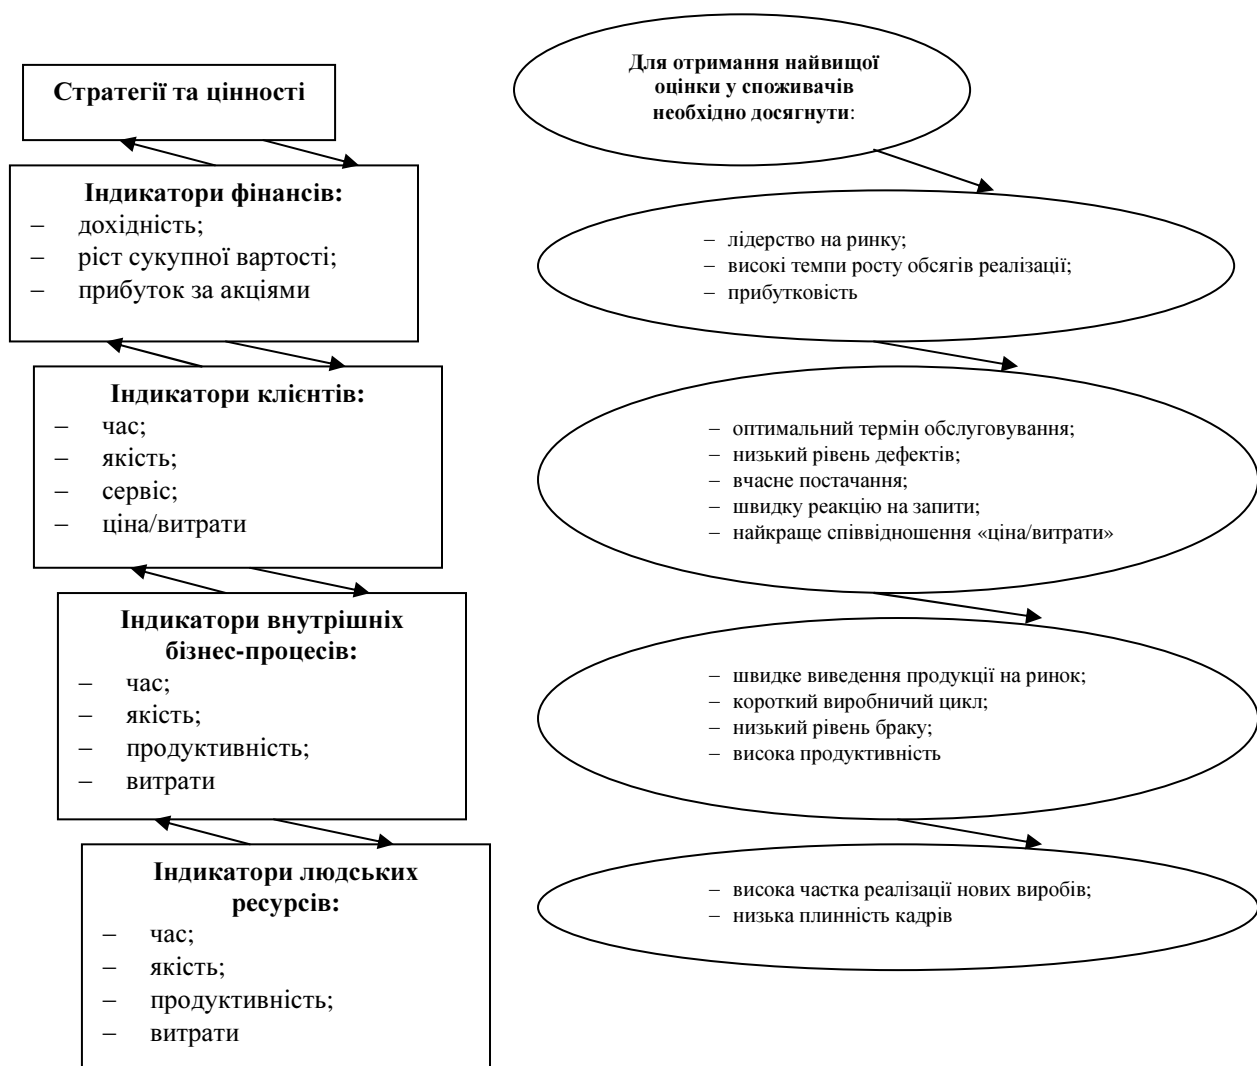 Стратегії та цінності
Індикатори фінансів:
– дохідність;
– ріст сукупної вартості;
– прибуток за акціями
Індикатори клієнтів:
– час;
– якість;
– сервіс;
– ціна/витрати
Індикатори внутрішніх
бізнес-процесів:
– час;
– якість;
– продуктивність;
– витрати
Індикатори людських
ресурсів:
– час;
– якість;
– продуктивність;
– витрати
Для отримання найвищої
оцінки у споживачів
необхідно досягнути:
– лідерство на ринку;
– високі темпи росту обсягів реалізації;
– прибутковість
– оптимальний термін обслуговування;
– низький рівень дефектів;
– вчасне постачання;
– швидку реакцію на запити;
– найкраще співвідношення «ціна/витрати»
– швидке виведення продукції на ринок;
– короткий виробничий цикл;
– низький рівень браку;
– висока продуктивність
– висока частка реалізації нових виробів;
– низька плинність кадрів